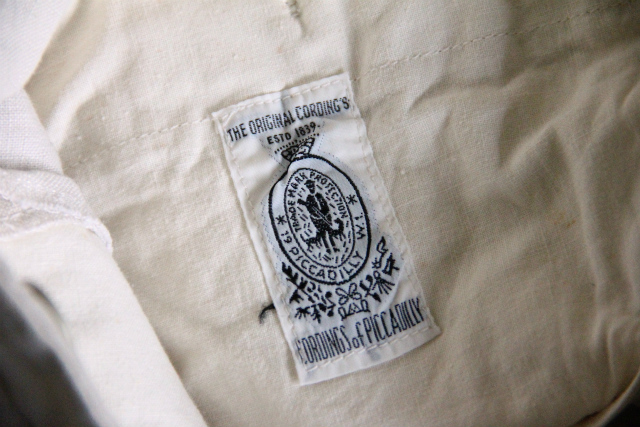 THE ORIGINAL CORDING'S
ESTD 1839.
TRADE MARK PROTECTION
* 19 PICCADILLY W.1. *
CORDINGS of PICCADILLY